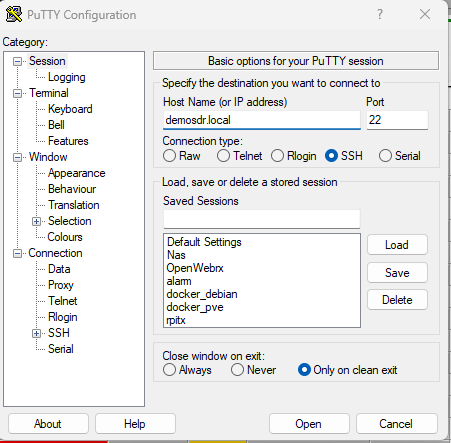 PuTTY Configuration
Category:
Session
Logging
Terminal
Keyboard
Bell
Features
Window
Appearance
Behaviour
Translation
Selection
Colours
Connection
Data
Proxy
Telnet
Rlogin
SSH
Serial
Basic options for your PuTTY session
Specify the destination you want to connect to
Host Name (or IP address) Port
demosdr.local 22
Connection type:
Raw Telnet Rlogin SSH Serial
Load, save or delete a stored session
Saved Sessions
Default Settings
Nas
OpenWebrx
alarm
docker_debian
docker_pve
rpitx
Load
Save
Delete
Close window on exit:
Always Never Only on clean exit
About Help Open Cancel